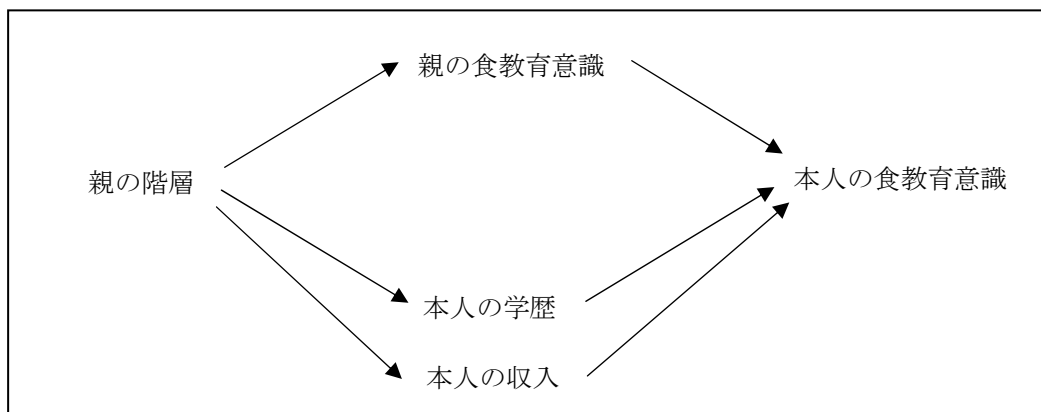 親の食教育意識
親の階層
本人の食教育意識
本人の学歴
本人の収入